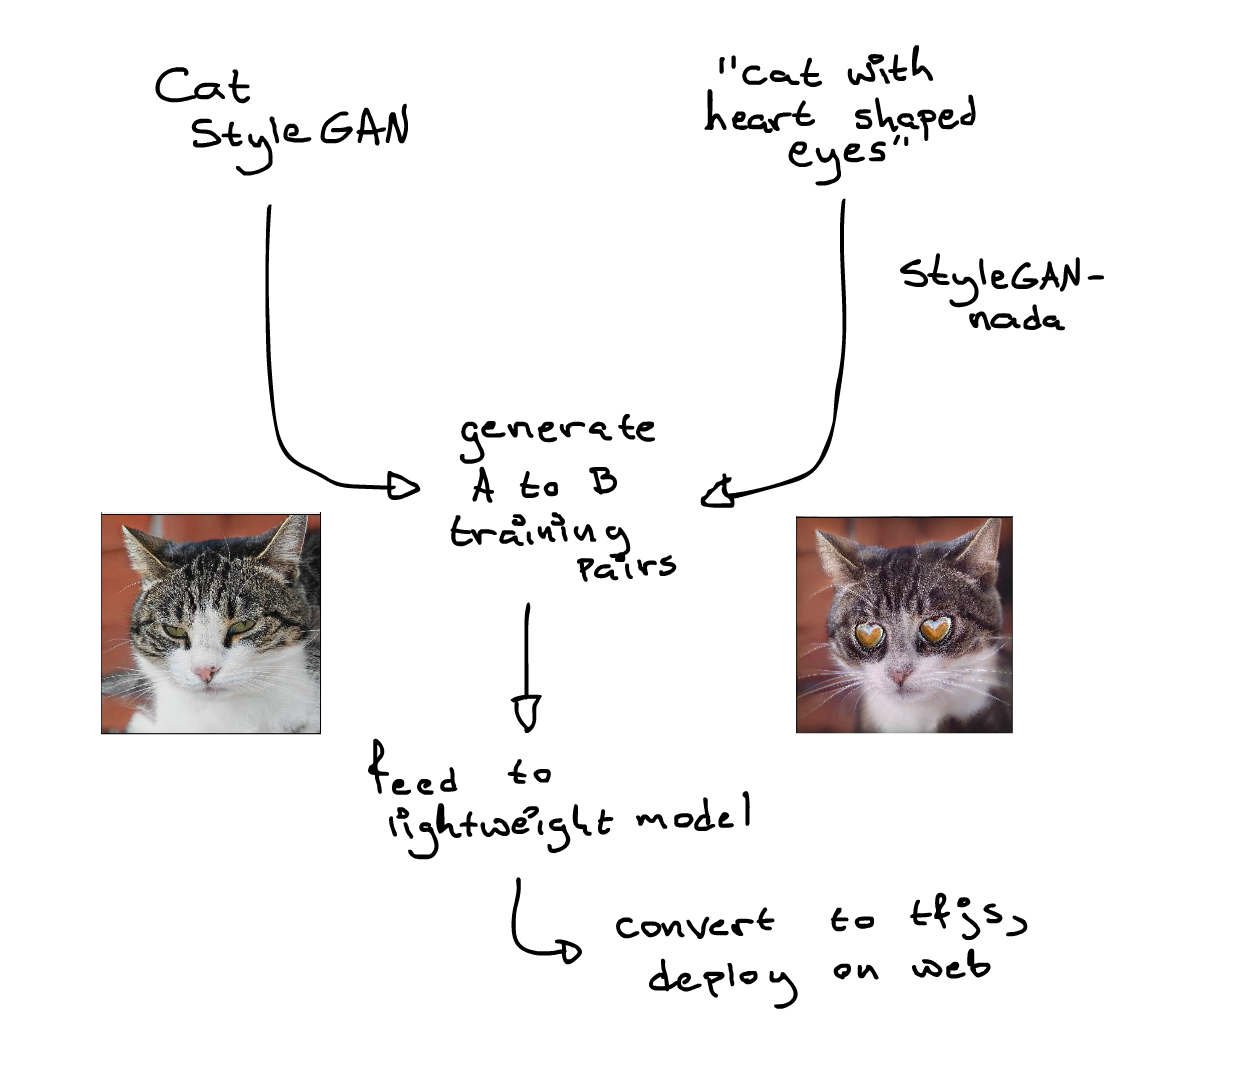 Cat
StyleGAN
"cat with
heart shaped
eyes"
StyleGAN-
nada
generate
A to B
training
pairs
feed to
lightweight model
convert to tfjs,
deploy on web